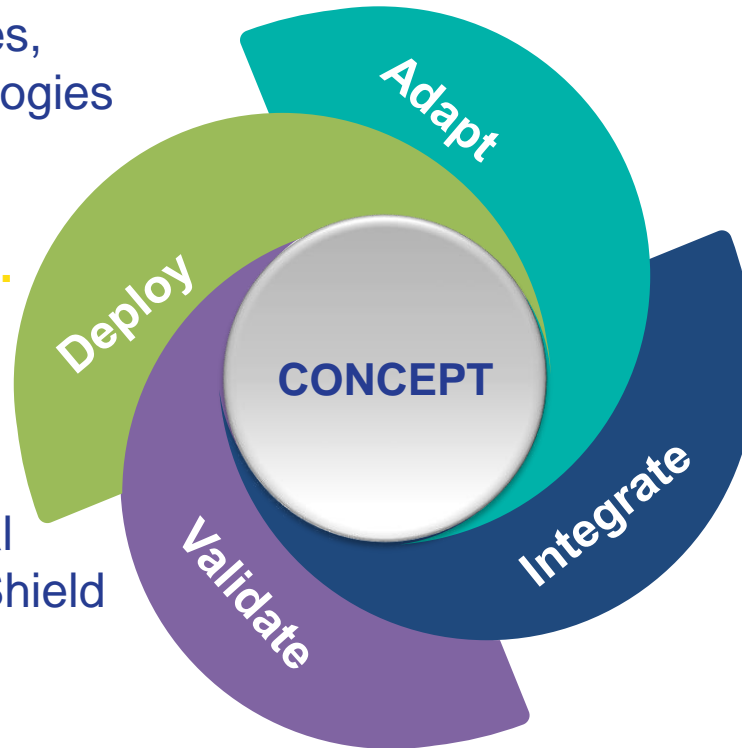 es,
ogies
Adapt
.
Deploy
CONCEPT
Integrate
l
Shield
Validate